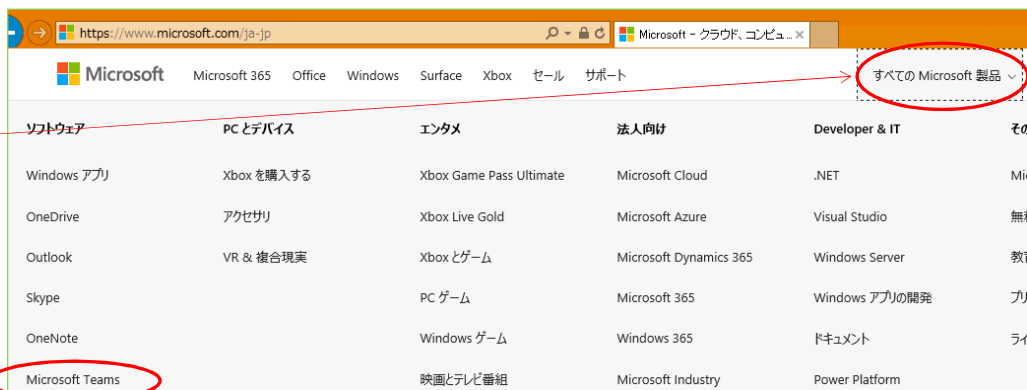 https://www.microsoft.com/ja-jp
Microsoft - クラウド、コンピュ...
Microsoft Microsoft 365 Office Windows Surface Xbox セール サポート すべての Microsoft 製品
ソフトウェア PC とデバイス エンタメ 法人向け Developer & IT
Windows アプリ Xbox を購入する Xbox Game Pass Ultimate Microsoft Cloud .NET
OneDrive アクセサリ Xbox Live Gold Microsoft Azure Visual Studio
Outlook VR & 複合現実 Xbox とゲーム Microsoft Dynamics 365 Windows Server
Skype PC ゲーム Microsoft 365 Windows アプリの開発
OneNote Windows ゲーム Windows 365 ドキュメント
Microsoft Teams 映画とテレビ番組 Microsoft Industry Power Platform